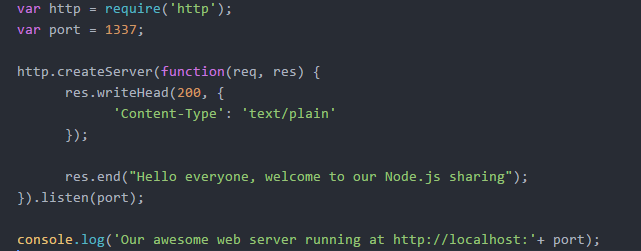 var http = require('http');
var port = 1337;
http.createServer(function(req, res) {
res.writeHead(200, {
'Content-Type': 'text/plain'
});
res.end("Hello everyone, welcome to our Node.js sharing");
}).listen(port);
console.log('Our awesome web server running at http://localhost:'+ port);